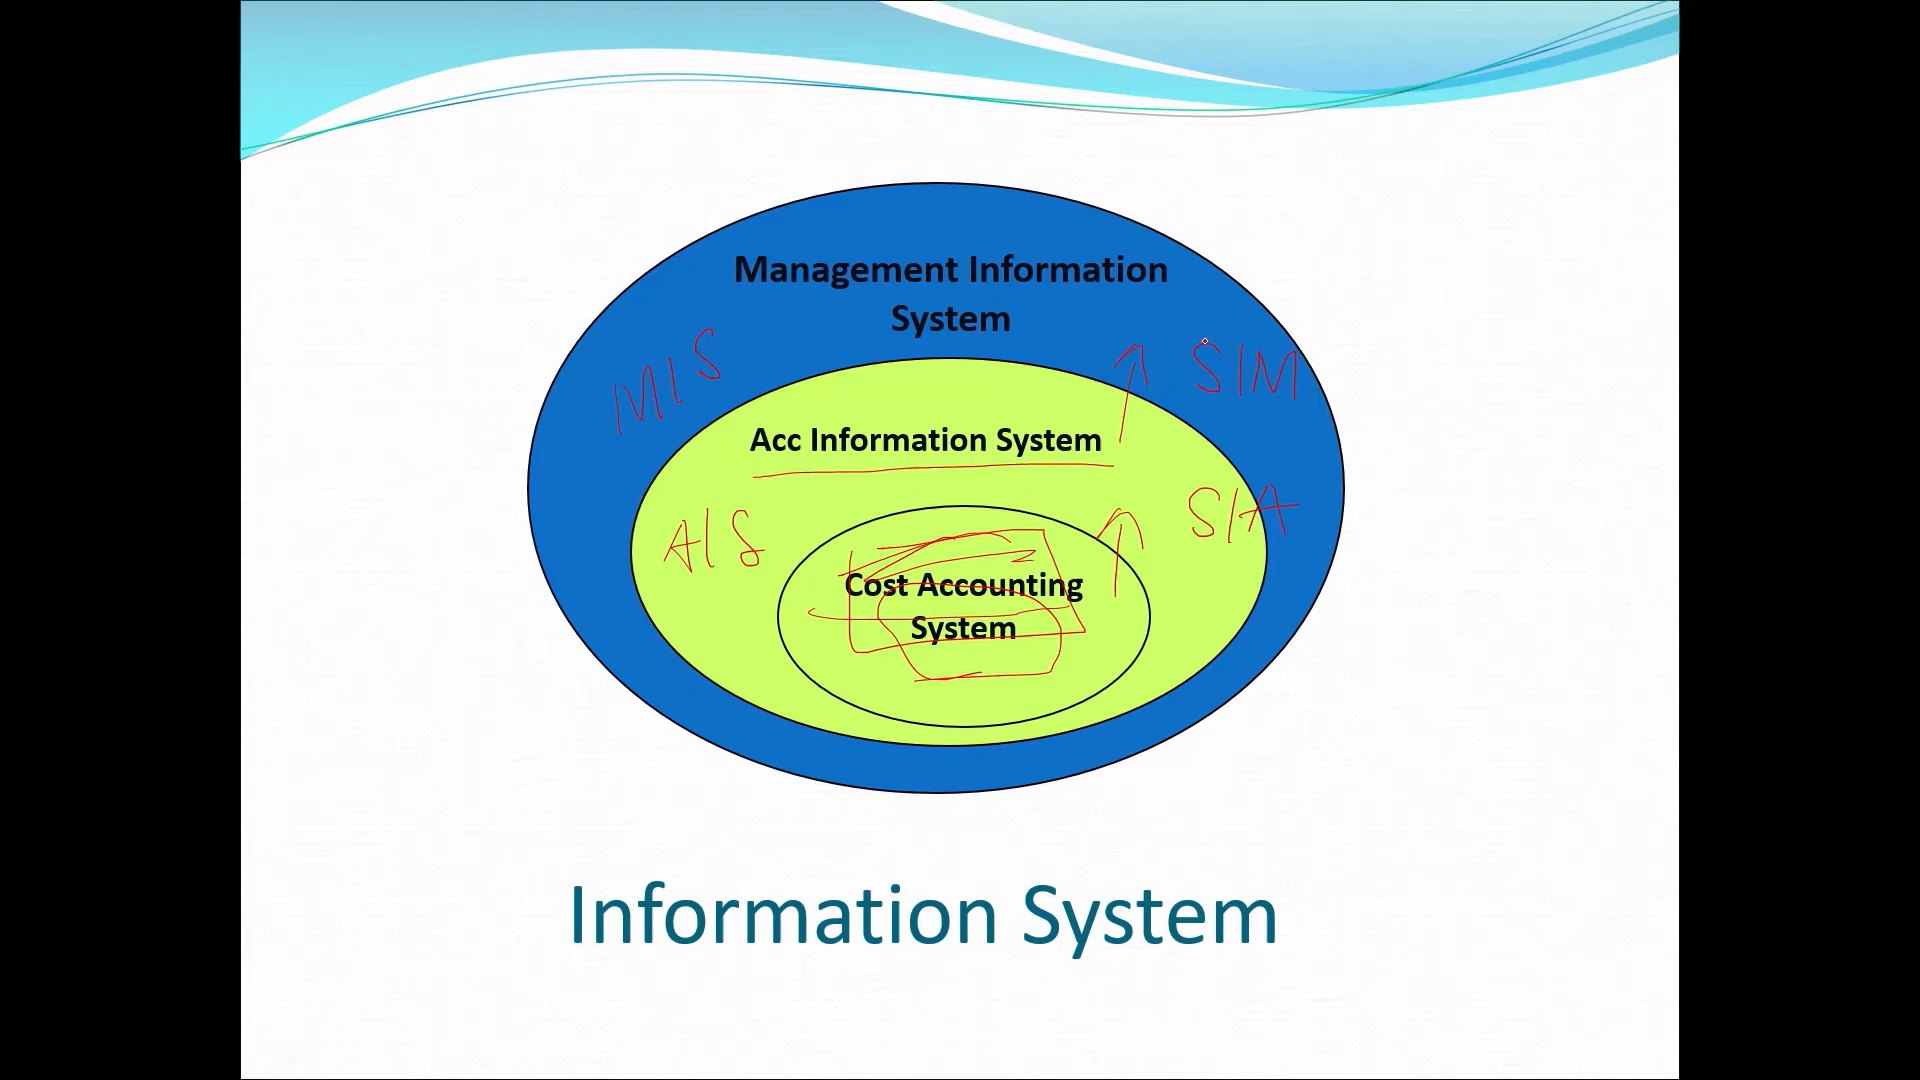 Management Information
System
MIS
SIM
Acc Information System
AIS
SIA
Cost Accounting
System
Information System